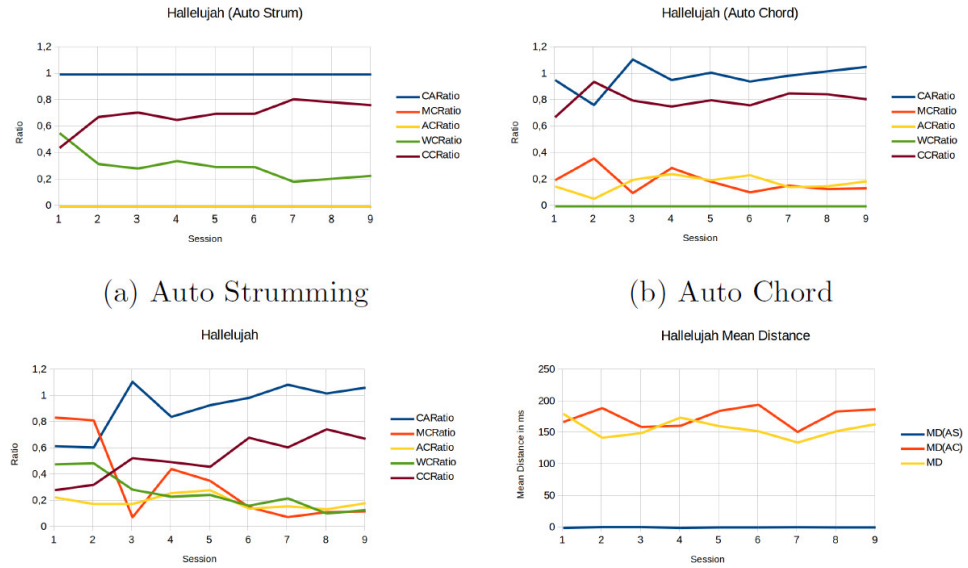 Hallelujah (Auto Strum)
1,2
1
0,8
0,6
0,4
0,2
0
Ratio
1 2 3 4 5 6 7 8 9
Session
CARatio
MCRatio
ACRatio
WCRatio
CCRatio
(a) Auto Strumming
Hallelujah (Auto Chord)
1,2
1
0,8
0,6
0,4
0,2
0
Ratio
1 2 3 4 5 6 7 8 9
Session
CARatio
MCRatio
ACRatio
WCRatio
CCRatio
(b) Auto Chord
Hallelujah
1,2
1
0,8
0,6
0,4
0,2
0
Ratio
1 2 3 4 5 6 7 8 9
Session
CARatio
MCRatio
ACRatio
WCRatio
CCRatio
Hallelujah Mean Distance
250
200
150
100
50
0
Mean Distance in ms
1 2 3 4 5 6 7 8 9
Session
MD(AS)
MD(AC)
MD